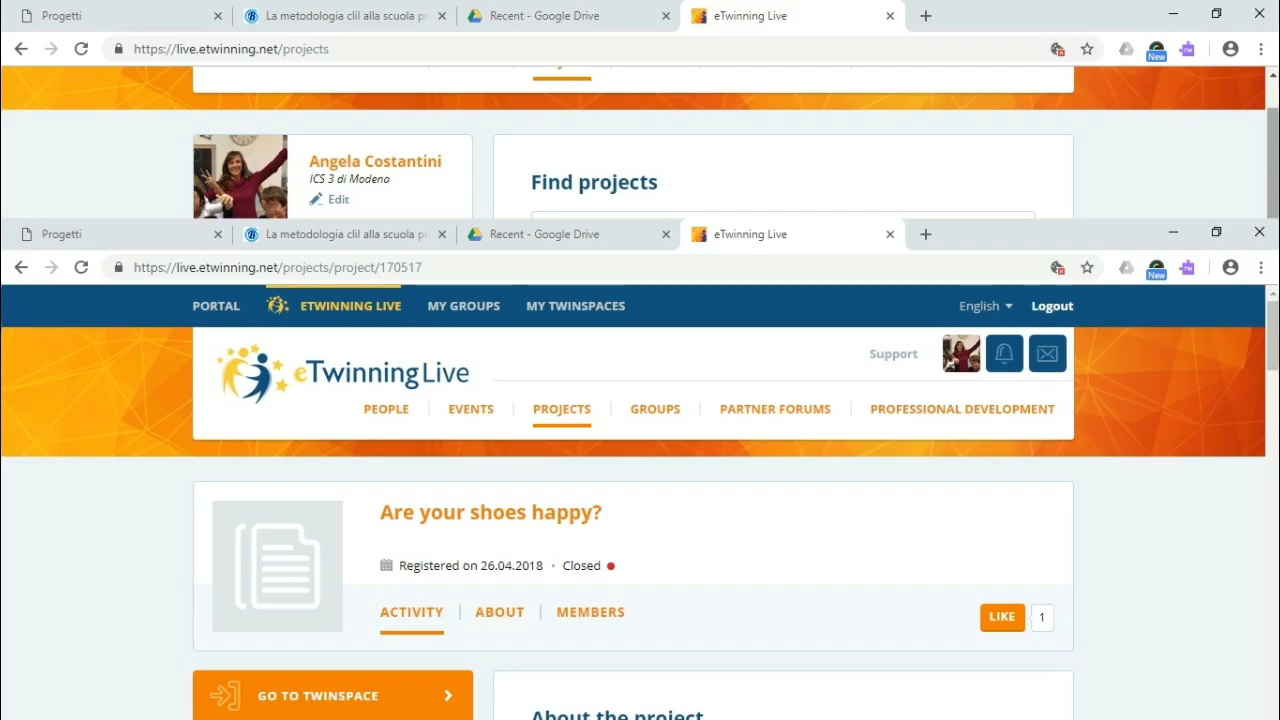 Progetti
La metodologia clil alla scuola pr
Recent - Google Drive
eTwinning Live
https://live.etwinning.net/projects
New
Angela Costantini
ICS 3 di Modena
Edit
Find projects
Progetti
La metodologia clil alla scuola pr
Recent - Google Drive
eTwinning Live
https://live.etwinning.net/projects/project/170517
New
PORTAL
ETWINNING LIVE
MY GROUPS
MY TWINSPACES
English
Logout
eTwinning Live
Support
PEOPLE
EVENTS
PROJECTS
GROUPS
PARTNER FORUMS
PROFESSIONAL DEVELOPMENT
Are your shoes happy?
Registered on 26.04.2018 • Closed
ACTIVITY
ABOUT
MEMBERS
LIKE
1
GO TO TWINSPACE
About the project